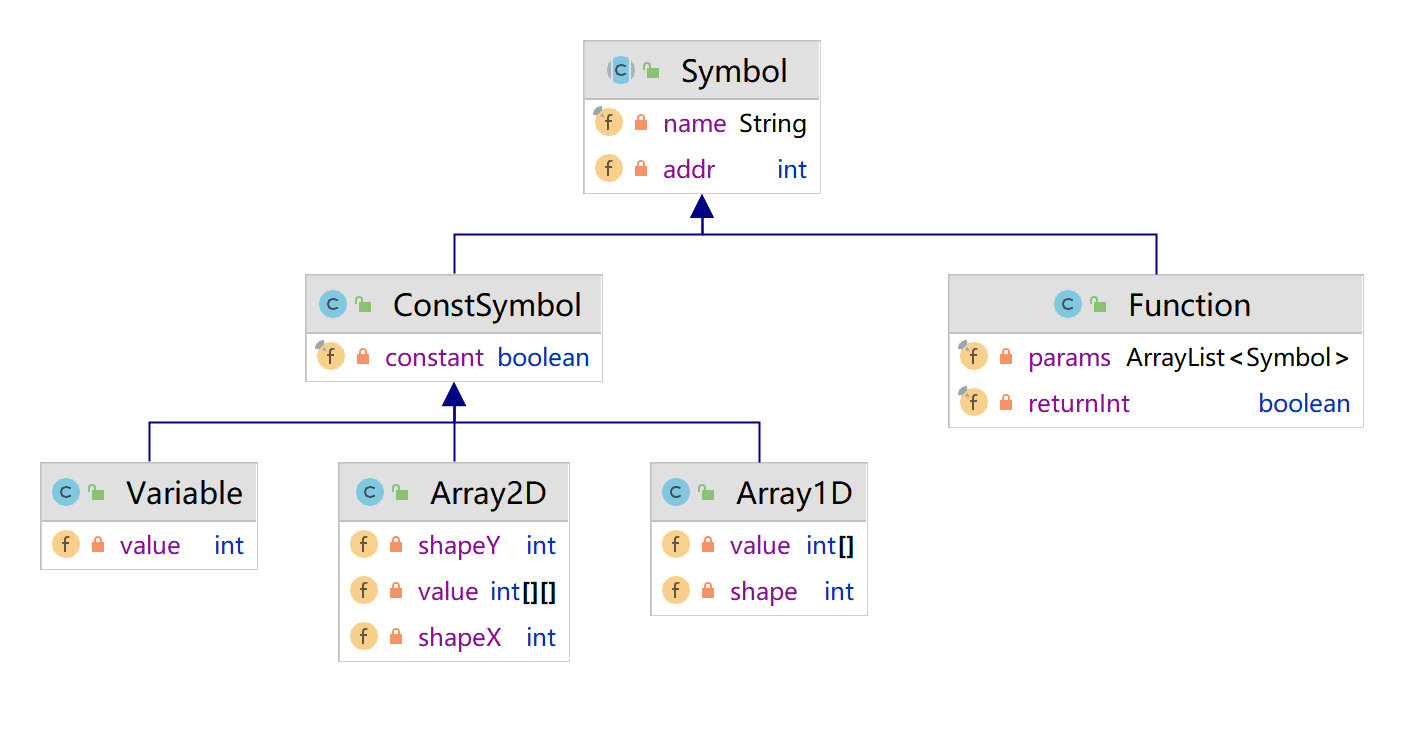 Symbol
name String
addr int
ConstSymbol
constant boolean
Function
params ArrayList<Symbol>
returnInt boolean
Variable
value int
Array2D
shapeY int
value int[][]
shapeX int
Array1D
value int[]
shape int